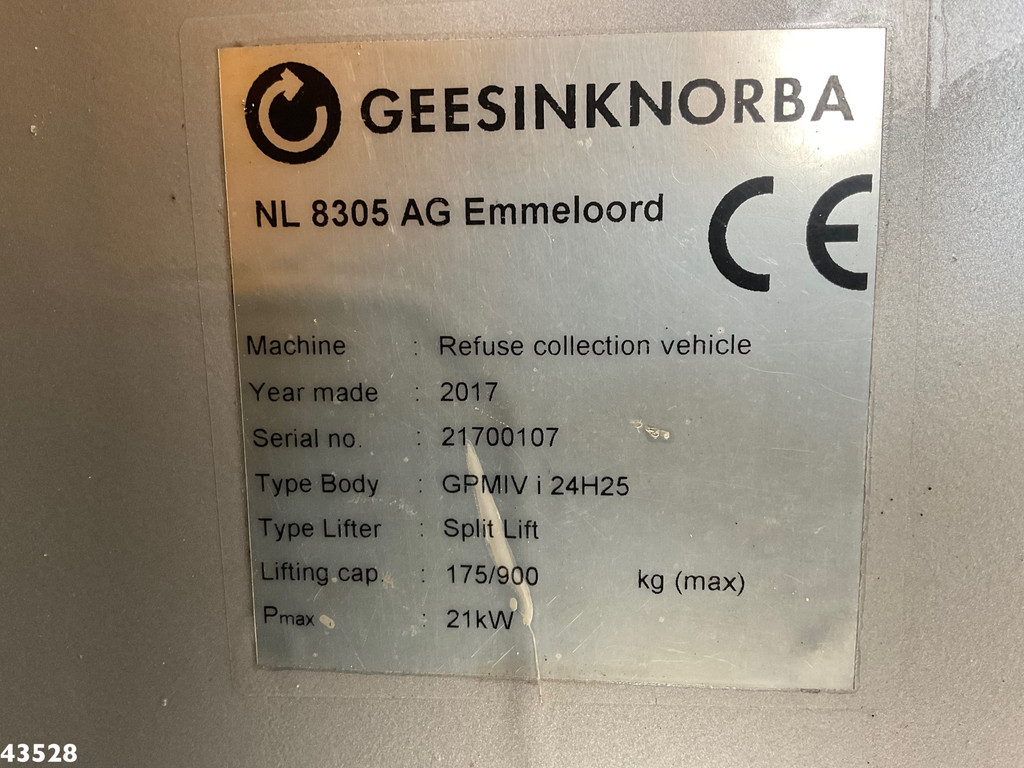 GEESINKNORBA
NL 8305 AG Emmeloord
CE
Machine : Refuse collection vehicle
Year made : 2017
Serial no. : 21700107
Type Body : GPMIV i 24H25
Type Lifter : Split Lift
Lifting cap. : 175/900 kg (max)
Pmax : 21kW
43528